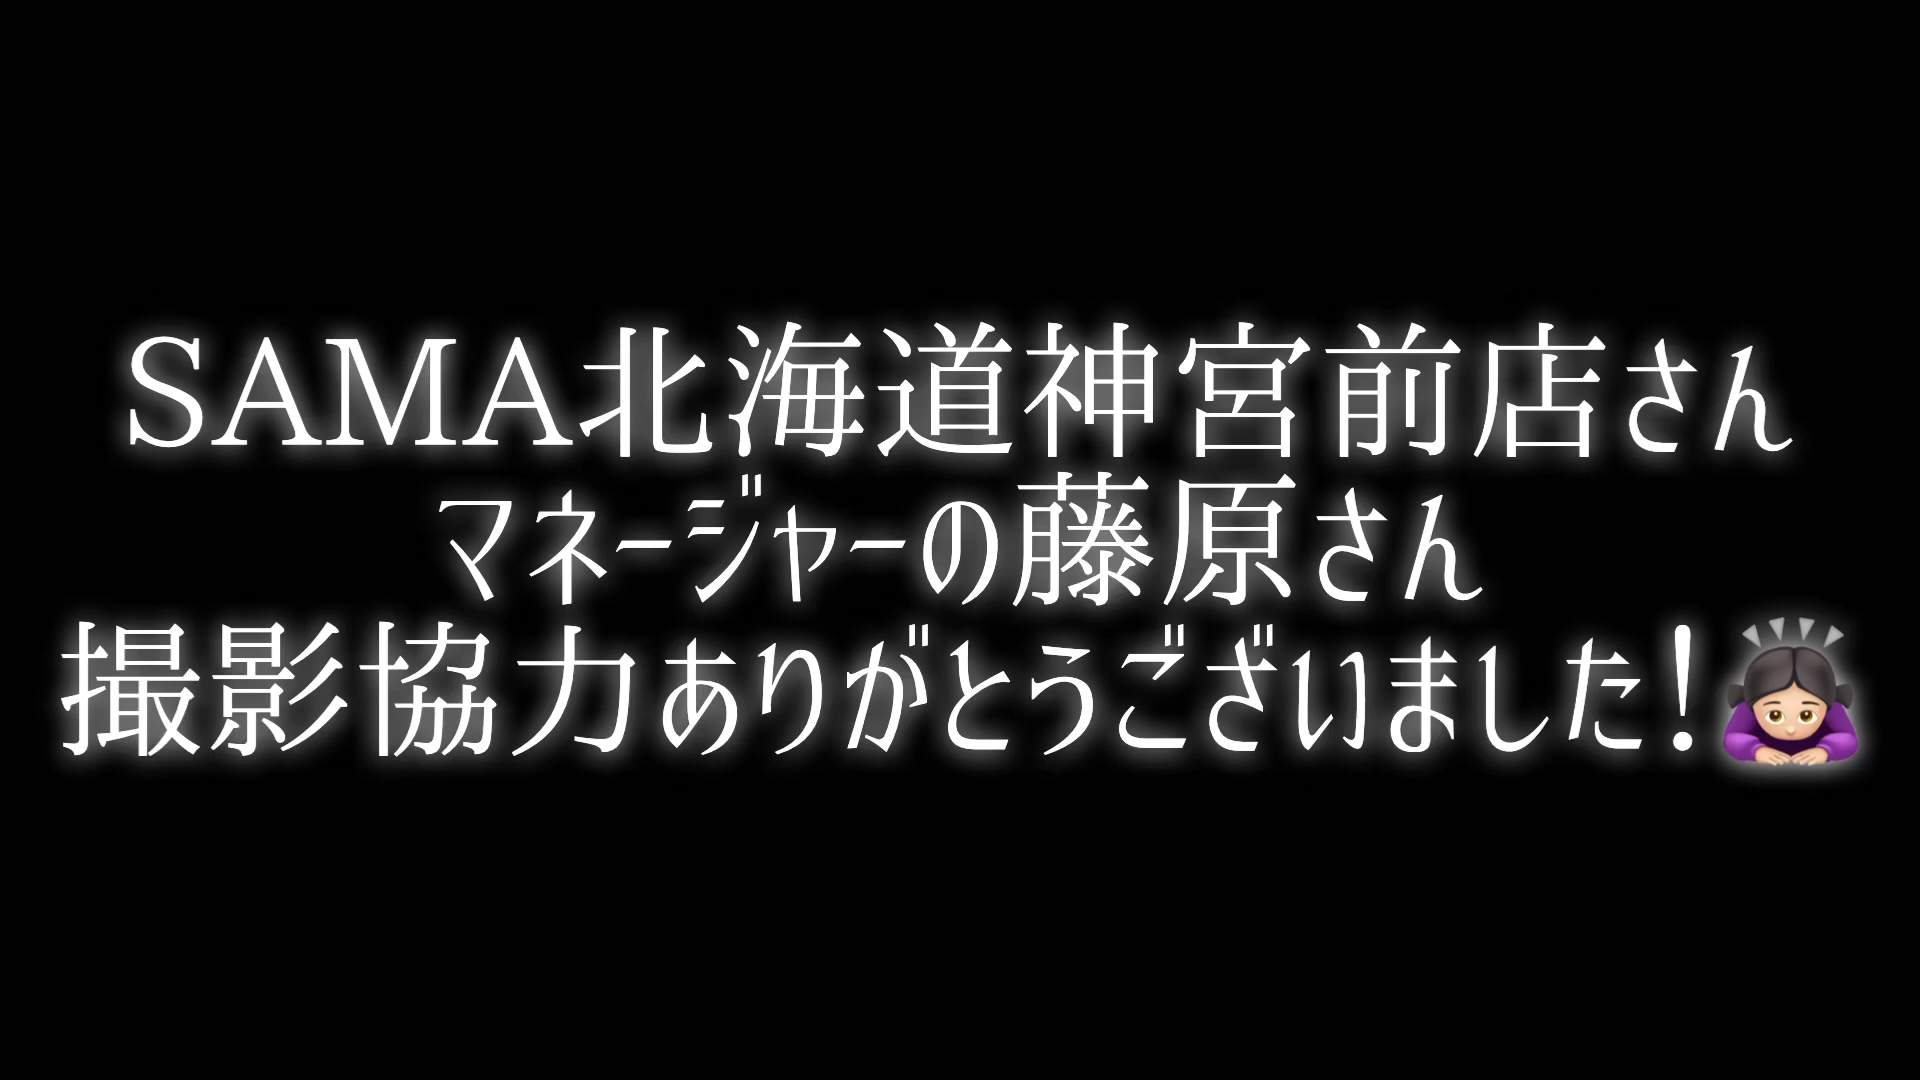 SAMA北海道神宮前店さん
マネージャーの藤原さん
撮影協力ありがとうございました!🙇🏻‍♀️